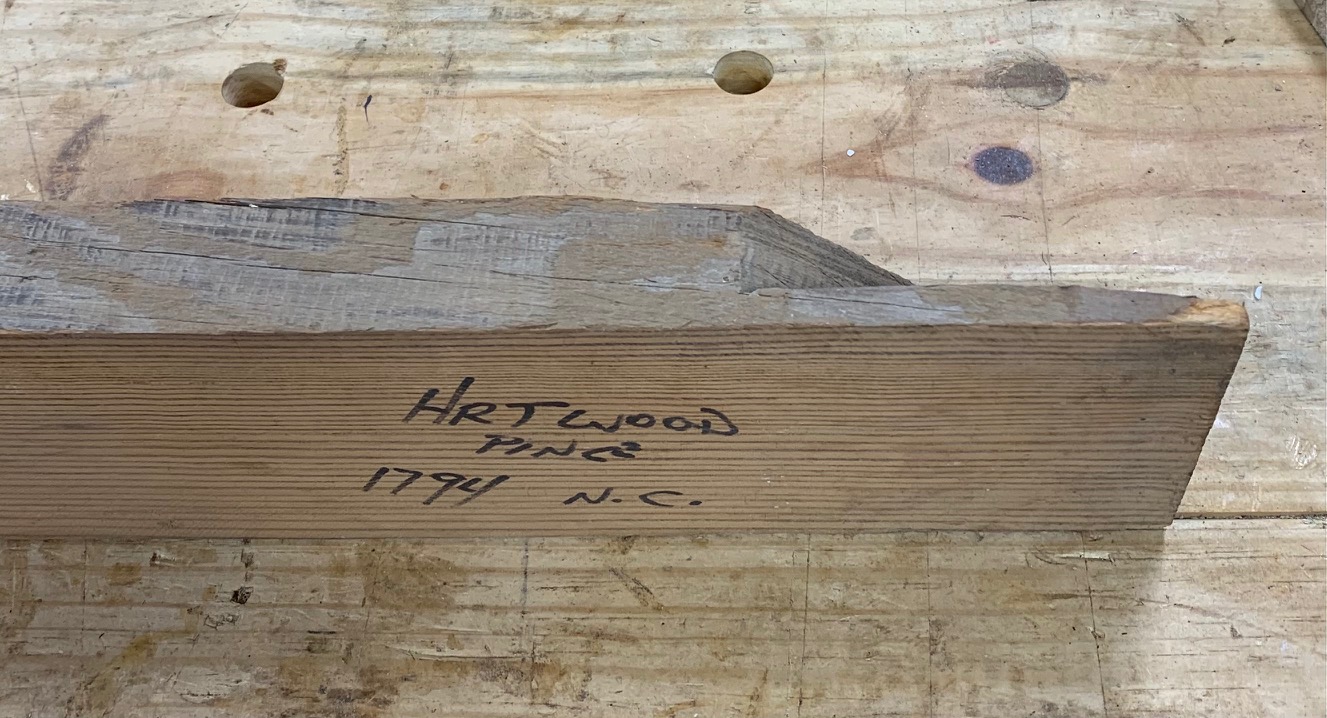 HRTWOOD
PINE
1794 N.C.